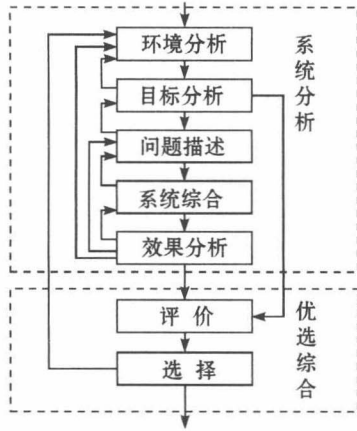 环境分析
目标分析
问题描述
系统综合
效果分析
系统分析
评价
选择
优选综合